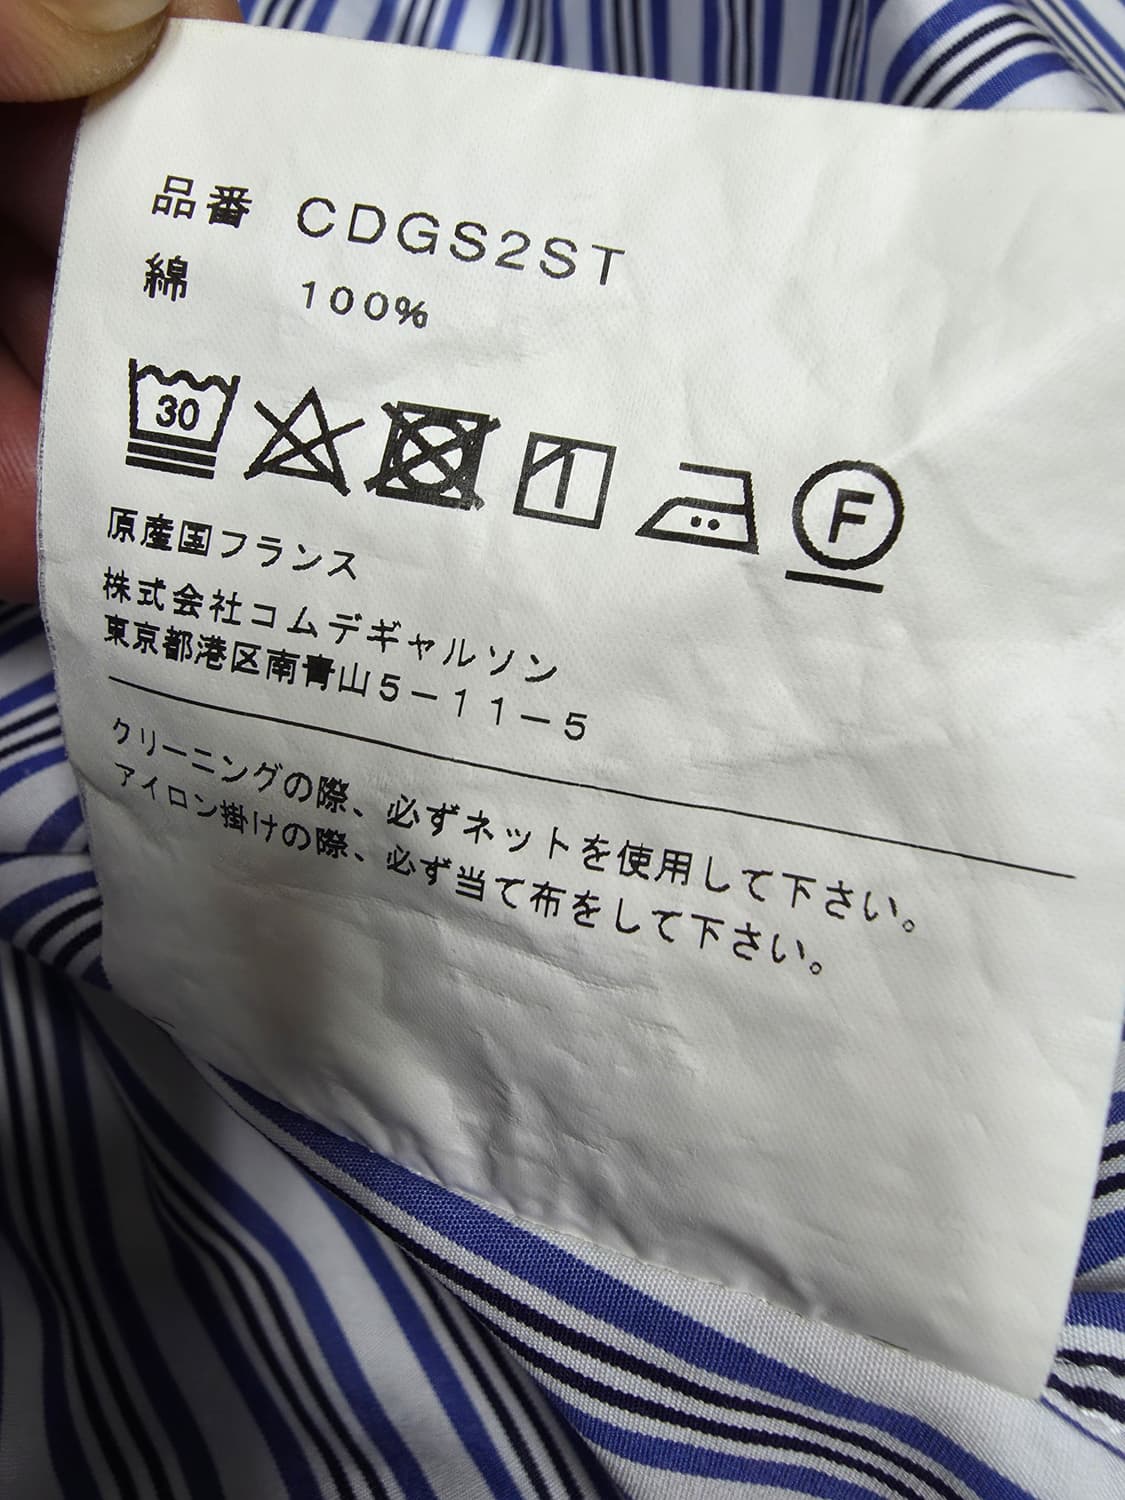 品番 CDGS2ST
綿 100%
30 F
原産国フランス
株式会社コムデギャルソン
東京都港区南青山5-11-5
クリーニングの際、必ずネットを使用して下さい。
アイロン掛けの際、必ず当て布をして下さい。